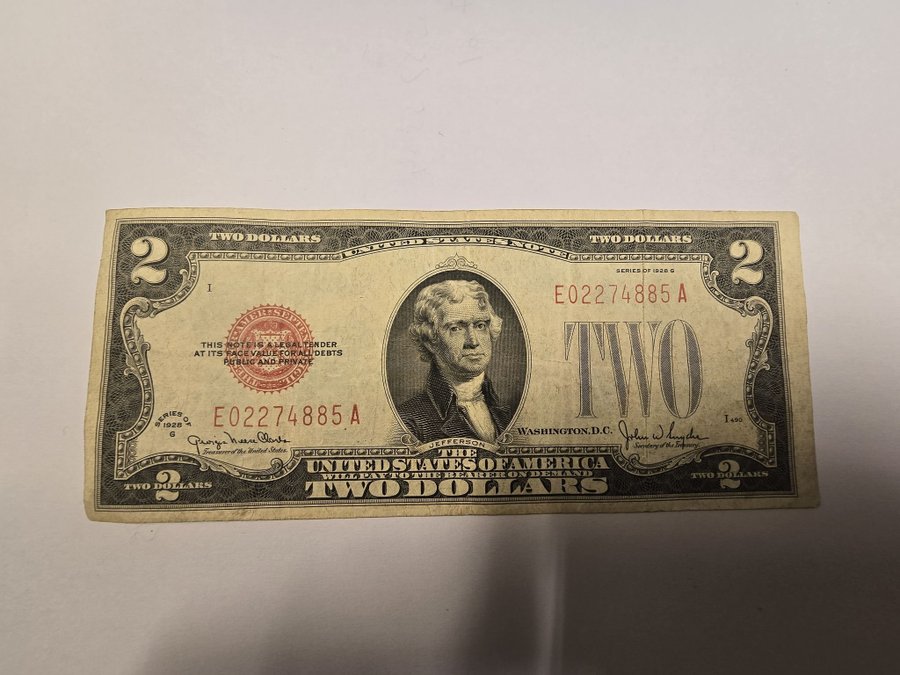 2 TWO DOLLARS UNITED STATES NOTE TWO DOLLARS 2
SERIES OF 1928 G
I
E02274885A
THIS NOTE IS A LEGAL TENDER
AT ITS FACE VALUE FOR ALL DEBTS
PUBLIC AND PRIVATE
TWO
E02274885A
SERIES OF
1928
G
Treasurer of the United States.
JEFFERSON
WASHINGTON, D.C.
I 490
Secretary of the Treasury.
THE
UNITED STATES OF AMERICA
WILL PAY TO THE BEARER ON DEMAND
TWO DOLLARS
TWO DOLLARS
2
TWO DOLLARS
2